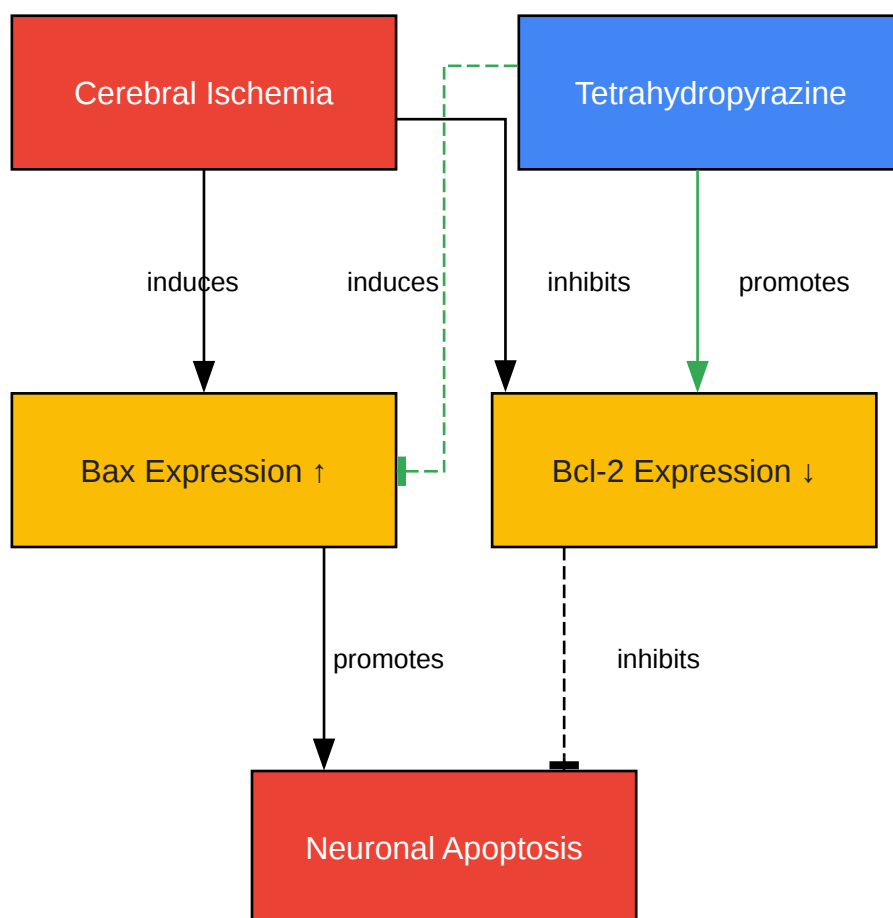 Cerebral Ischemia
Tetrahydropyrazine
induces
induces
inhibits
promotes
Bax Expression ↑
Bcl-2 Expression ↓
promotes
inhibits
Neuronal Apoptosis